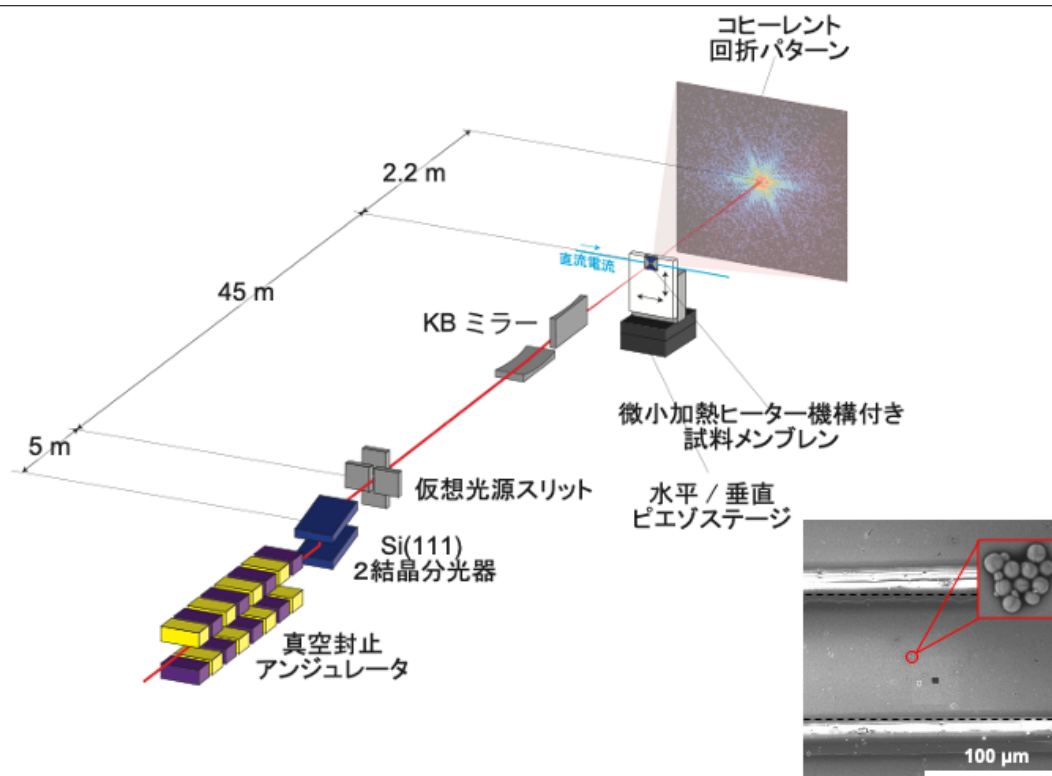 コヒーレント
回折パターン
2.2 m
直流電流
45 m
KB ミラー
微小加熱ヒーター機構付き
試料メンブレン
5 m
仮想光源スリット
水平 / 垂直
ピエゾステージ
Si(111)
2結晶分光器
真空封止
アンジュレータ
100 μm